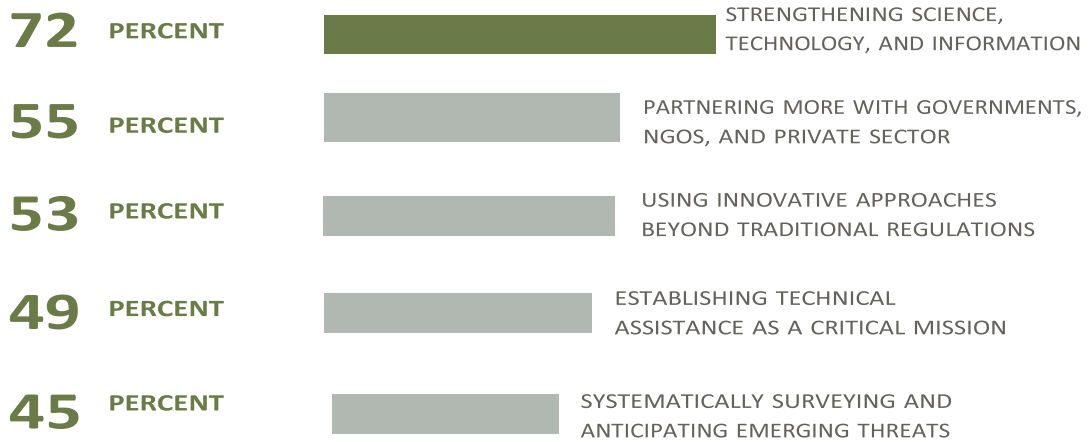 72 PERCENT
STRENGTHENING SCIENCE,
TECHNOLOGY, AND INFORMATION
55 PERCENT
PARTNERING MORE WITH GOVERNMENTS,
NGOS, AND PRIVATE SECTOR
53 PERCENT
USING INNOVATIVE APPROACHES
BEYOND TRADITIONAL REGULATIONS
49 PERCENT
ESTABLISHING TECHNICAL
ASSISTANCE AS A CRITICAL MISSION
45 PERCENT
SYSTEMATICALLY SURVEYING AND
ANTICIPATING EMERGING THREATS